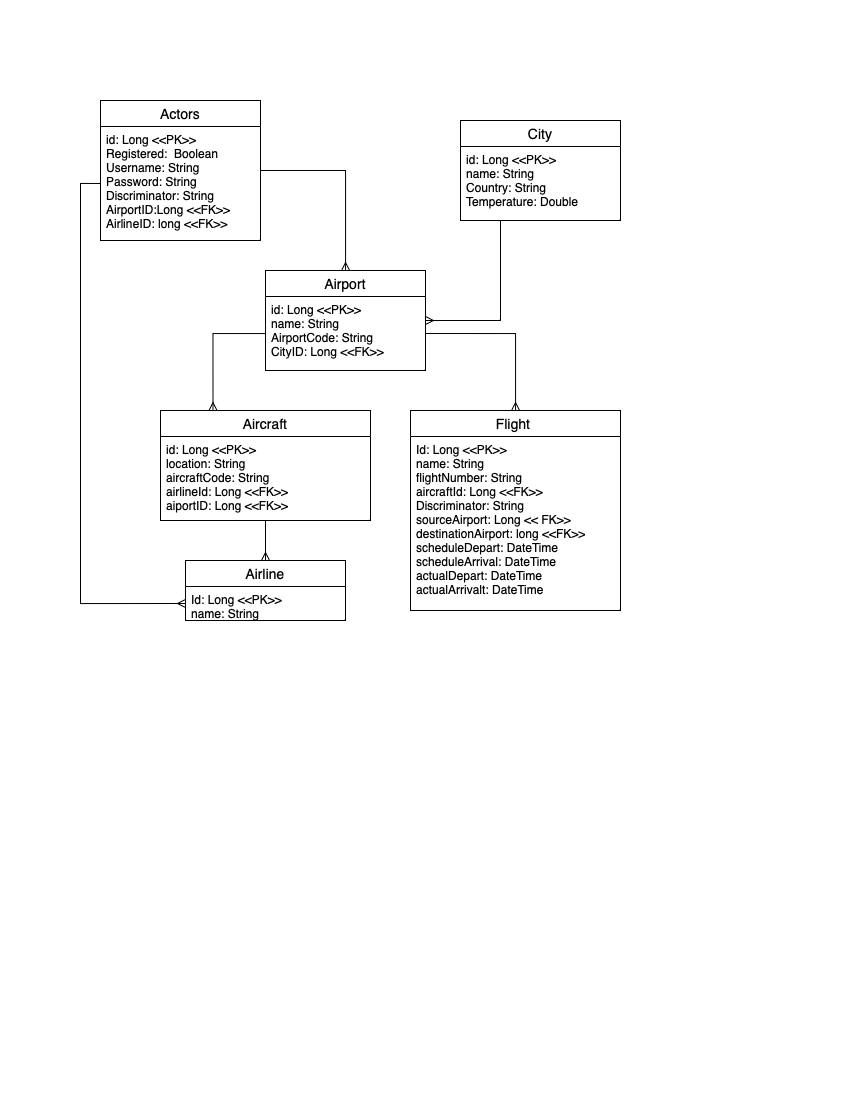 Actors
id: Long <<PK>>
Registered:  Boolean
Username: String
Password: String
Discriminator: String
AirportID:Long <<FK>>
AirlineID: long <<FK>>
City
id: Long <<PK>>
name: String
Country: String
Temperature: Double
Airport
id: Long <<PK>>
name: String
AirportCode: String
CityID: Long <<FK>>
Aircraft
id: Long <<PK>>
location: String
aircraftCode: String
airlineId: Long <<FK>>
aiportID: Long <<FK>>
Flight
Id: Long <<PK>>
name: String
flightNumber: String
aircraftId: Long <<FK>>
Discriminator: String
sourceAirport: Long << FK>>
destinationAirport: long <<FK>>
scheduleDepart: DateTime
scheduleArrival: DateTime
actualDepart: DateTime
actualArrivalt: DateTime
Airline
Id: Long <<PK>>
name: String